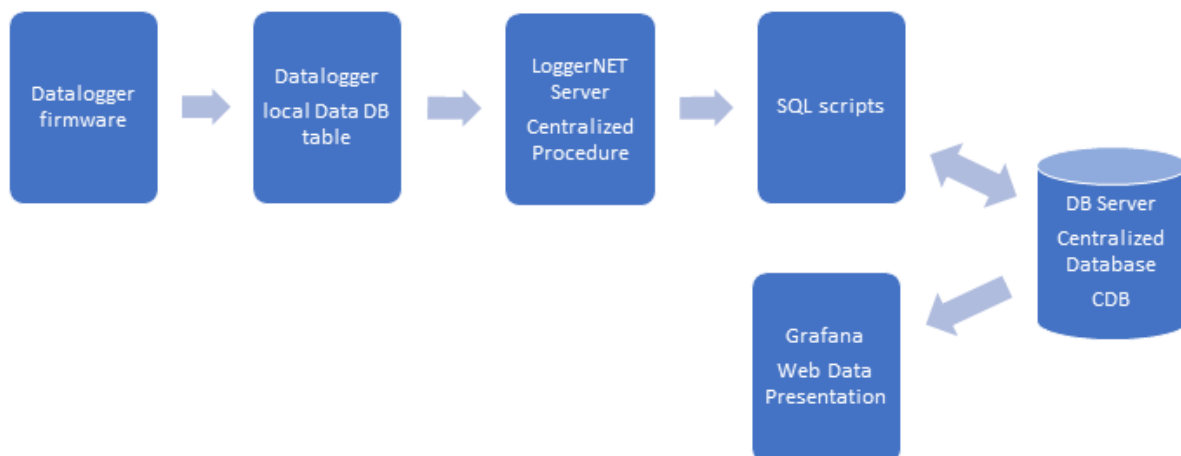 Datalogger
firmware
Datalogger
local Data DB
table
LoggerNET
Server
Centralized
Procedure
SQL scripts
DB Server
Centralized
Database
CDB
Grafana
Web Data
Presentation